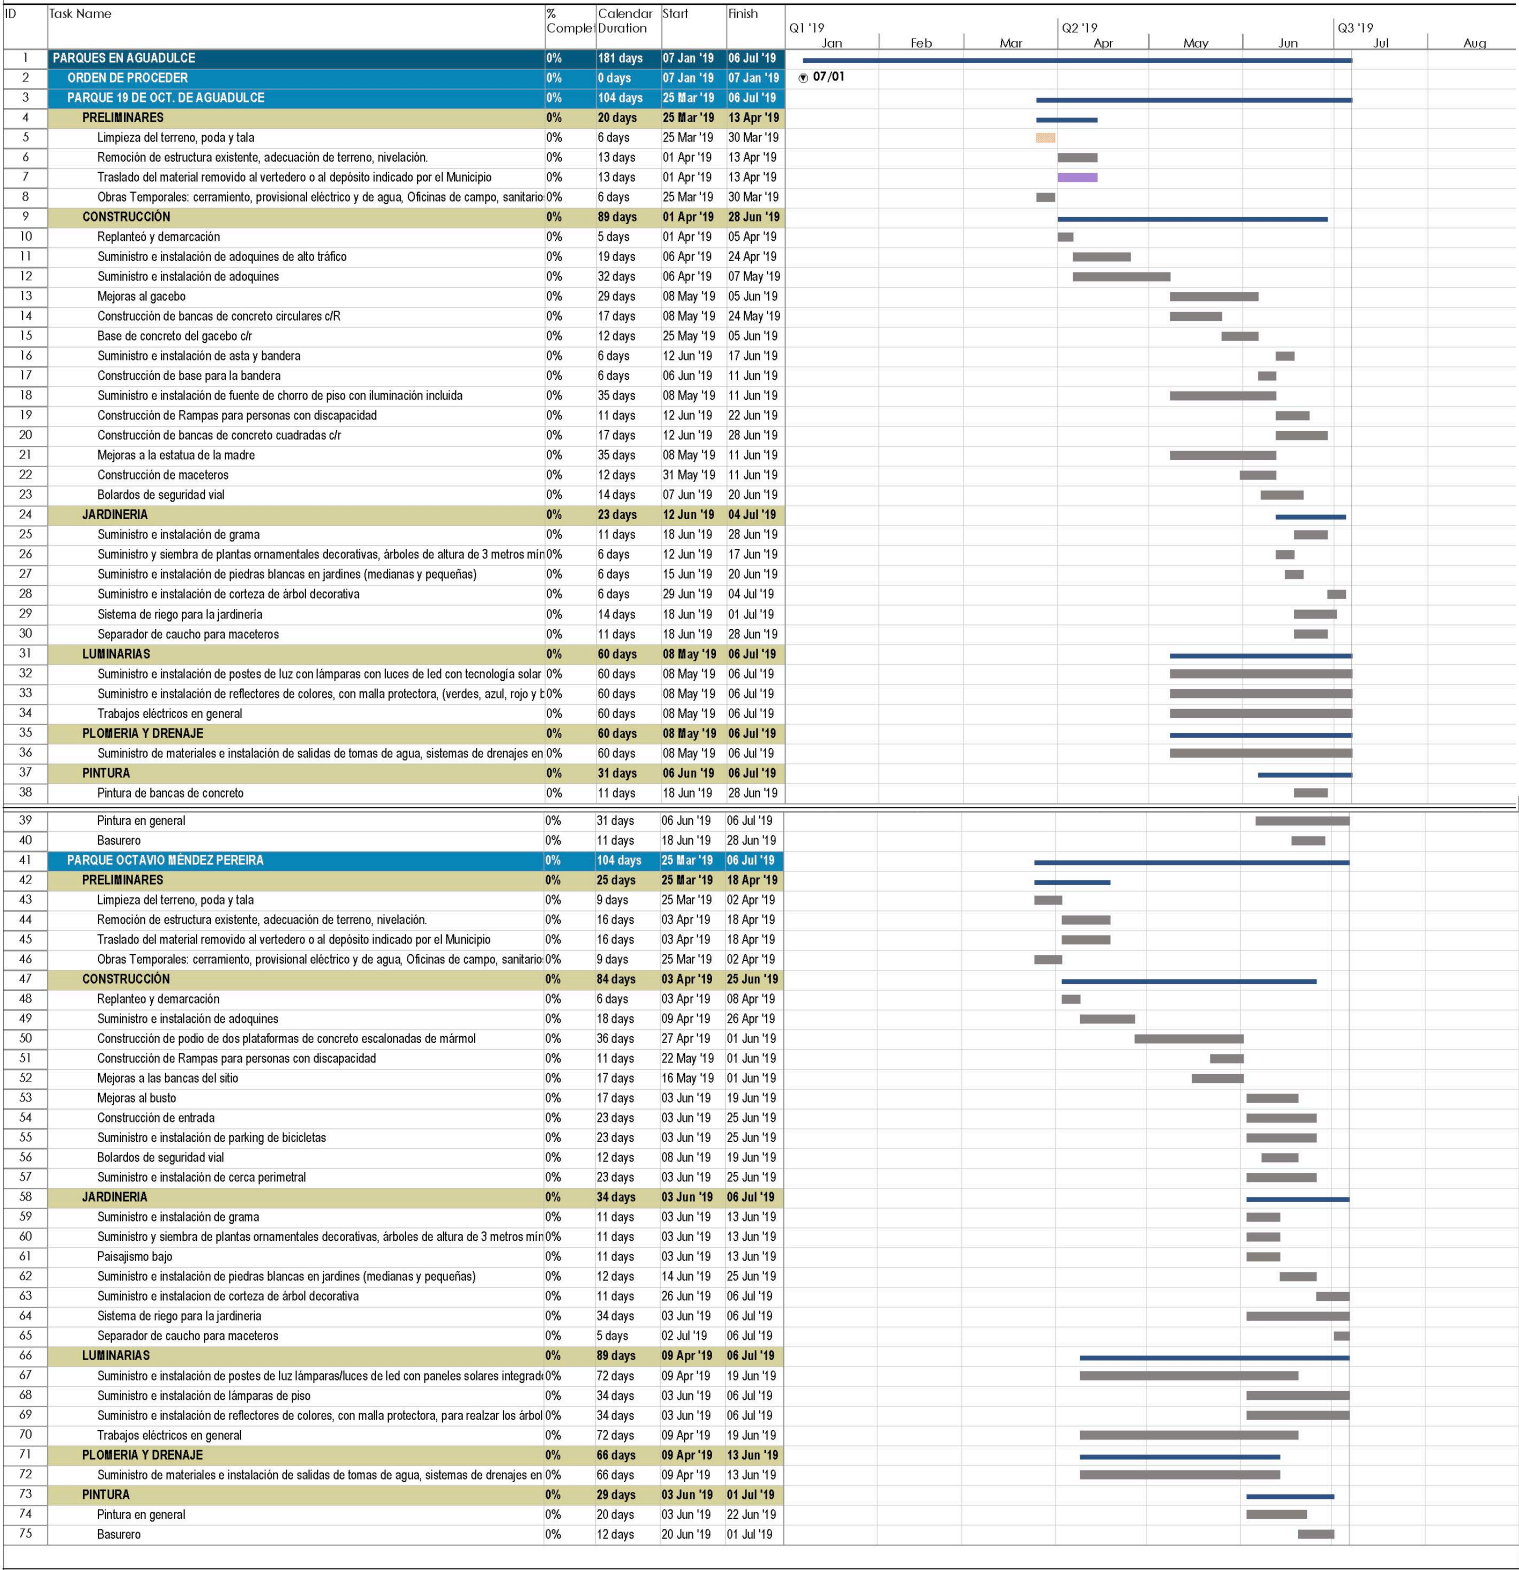 ID Task Name % Complet Calendar Duration Start Finish
Q1 '19 Q2 '19 Q3 '19
Jan Feb Mar Apr May Jun Jul Aug
1 PARQUES EN AGUADULCE 0% 181 days 07 Jan '19 06 Jul '19
2 ORDEN DE PROCEDER 0% 0 days 07 Jan '19 07 Jan '19 07/01
3 PARQUE 19 DE OCT. DE AGUADULCE 0% 104 days 25 Mar '19 06 Jul '19
4 PRELIMINARES 0% 20 days 25 Mar '19 13 Apr '19
5 Limpieza del terreno, poda y tala 0% 6 days 25 Mar '19 30 Mar '19
6 Remoción de estructura existente, adecuación de terreno, nivelación. 0% 13 days 01 Apr '19 13 Apr '19
7 Traslado del material removido al vertedero o al depósito indicado por el Municipio 0% 13 days 01 Apr '19 13 Apr '19
8 Obras Temporales: cerramiento, provisional eléctrico y de agua, Oficinas de campo, sanitario 0% 6 days 25 Mar '19 30 Mar '19
9 CONSTRUCCIÓN 0% 89 days 01 Apr '19 28 Jun '19
10 Replanteó y demarcación 0% 5 days 01 Apr '19 05 Apr '19
11 Suministro e instalación de adoquines de alto tráfico 0% 19 days 06 Apr '19 24 Apr '19
12 Suministro e instalación de adoquines 0% 32 days 06 Apr '19 07 May '19
13 Mejoras al gacebo 0% 29 days 08 May '19 05 Jun '19
14 Construcción de bancas de concreto circulares c/R 0% 17 days 08 May '19 24 May '19
15 Base de concreto del gacebo c/r 0% 12 days 25 May '19 05 Jun '19
16 Suministro e instalación de asta y bandera 0% 6 days 12 Jun '19 17 Jun '19
17 Construcción de base para la bandera 0% 6 days 06 Jun '19 11 Jun '19
18 Suministro e instalación de fuente de chorro de piso con iluminación incluida 0% 35 days 08 May '19 11 Jun '19
19 Construcción de Rampas para personas con discapacidad 0% 11 days 12 Jun '19 22 Jun '19
20 Construcción de bancas de concreto cuadradas c/r 0% 17 days 12 Jun '19 28 Jun '19
21 Mejoras a la estatua de la madre 0% 35 days 08 May '19 11 Jun '19
22 Construcción de maceteros 0% 12 days 31 May '19 11 Jun '19
23 Bolardos de seguridad vial 0% 14 days 07 Jun '19 20 Jun '19
24 JARDINERIA 0% 23 days 12 Jun '19 04 Jul '19
25 Suministro e instalación de grama 0% 11 days 18 Jun '19 28 Jun '19
26 Suministro y siembra de plantas ornamentales decorativas, árboles de altura de 3 metros mín 0% 6 days 12 Jun '19 17 Jun '19
27 Suministro e instalación de piedras blancas en jardines (medianas y pequeñas) 0% 6 days 15 Jun '19 20 Jun '19
28 Suministro e instalación de corteza de árbol decorativa 0% 6 days 29 Jun '19 04 Jul '19
29 Sistema de riego para la jardinería 0% 14 days 18 Jun '19 01 Jul '19
30 Separador de caucho para maceteros 0% 11 days 18 Jun '19 28 Jun '19
31 LUMINARIAS 0% 60 days 08 May '19 06 Jul '19
32 Suministro e instalación de postes de luz con lámparas con luces de led con tecnología solar 0% 60 days 08 May '19 06 Jul '19
33 Suministro e instalación de reflectores de colores, con malla protectora, (verdes, azul, rojo y b 0% 60 days 08 May '19 06 Jul '19
34 Trabajos eléctricos en general 0% 60 days 08 May '19 06 Jul '19
35 PLOMERIA Y DRENAJE 0% 60 days 08 May '19 06 Jul '19
36 Suministro de materiales e instalación de salidas de tomas de agua, sistemas de drenajes en 0% 60 days 08 May '19 06 Jul '19
37 PINTURA 0% 31 days 06 Jun '19 06 Jul '19
38 Pintura de bancas de concreto 0% 11 days 18 Jun '19 28 Jun '19
39 Pintura en general 0% 31 days 06 Jun '19 06 Jul '19
40 Basurero 0% 11 days 18 Jun '19 28 Jun '19
41 PARQUE OCTAVIO MÉNDEZ PEREIRA 0% 104 days 25 Mar '19 06 Jul '19
42 PRELIMINARES 0% 25 days 25 Mar '19 18 Apr '19
43 Limpieza del terreno, poda y tala 0% 9 days 25 Mar '19 02 Apr '19
44 Remoción de estructura existente, adecuación de terreno, nivelación. 0% 16 days 03 Apr '19 18 Apr '19
45 Traslado del material removido al vertedero o al depósito indicado por el Municipio 0% 16 days 03 Apr '19 18 Apr '19
46 Obras Temporales: cerramiento, provisional eléctrico y de agua, Oficinas de campo, sanitario 0% 9 days 25 Mar '19 02 Apr '19
47 CONSTRUCCIÓN 0% 84 days 03 Apr '19 25 Jun '19
48 Replanteo y demarcación 0% 6 days 03 Apr '19 08 Apr '19
49 Suministro e instalación de adoquines 0% 18 days 09 Apr '19 26 Apr '19
50 Construcción de podio de dos plataformas de concreto escalonadas de mármol 0% 36 days 27 Apr '19 01 Jun '19
51 Construcción de Rampas para personas con discapacidad 0% 11 days 22 May '19 01 Jun '19
52 Mejoras a las bancas del sitio 0% 17 days 16 May '19 01 Jun '19
53 Mejoras al busto 0% 17 days 03 Jun '19 19 Jun '19
54 Construcción de entrada 0% 23 days 03 Jun '19 25 Jun '19
55 Suministro e instalación de parking de bicicletas 0% 23 days 03 Jun '19 25 Jun '19
56 Bolardos de seguridad vial 0% 12 days 08 Jun '19 19 Jun '19
57 Suministro e instalación de cerca perimetral 0% 23 days 03 Jun '19 25 Jun '19
58 JARDINERIA 0% 34 days 03 Jun '19 06 Jul '19
59 Suministro e instalación de grama 0% 11 days 03 Jun '19 13 Jun '19
60 Suministro y siembra de plantas ornamentales decorativas, árboles de altura de 3 metros mín 0% 11 days 03 Jun '19 13 Jun '19
61 Paisajismo bajo 0% 11 days 03 Jun '19 13 Jun '19
62 Suministro e instalación de piedras blancas en jardines (medianas y pequeñas) 0% 12 days 14 Jun '19 25 Jun '19
63 Suministro e instalacion de corteza de árbol decorativa 0% 11 days 26 Jun '19 06 Jul '19
64 Sistema de riego para la jardineria 0% 34 days 03 Jun '19 06 Jul '19
65 Separador de caucho para maceteros 0% 5 days 02 Jul '19 06 Jul '19
66 LUMINARIAS 0% 89 days 09 Apr '19 06 Jul '19
67 Suministro e instalación de postes de luz lámparas/luces de led con paneles solares integrado 0% 72 days 09 Apr '19 19 Jun '19
68 Suministro e instalación de lámparas de piso 0% 34 days 03 Jun '19 06 Jul '19
69 Suministro e instalación de reflectores de colores, con malla protectora, para realzar los árbol 0% 34 days 03 Jun '19 06 Jul '19
70 Trabajos eléctricos en general 0% 72 days 09 Apr '19 19 Jun '19
71 PLOMERIA Y DRENAJE 0% 66 days 09 Apr '19 13 Jun '19
72 Suministro de materiales e instalación de salidas de tomas de agua, sistemas de drenajes en 0% 66 days 09 Apr '19 13 Jun '19
73 PINTURA 0% 29 days 03 Jun '19 01 Jul '19
74 Pintura en general 0% 20 days 03 Jun '19 22 Jun '19
75 Basurero 0% 12 days 20 Jun '19 01 Jul '19